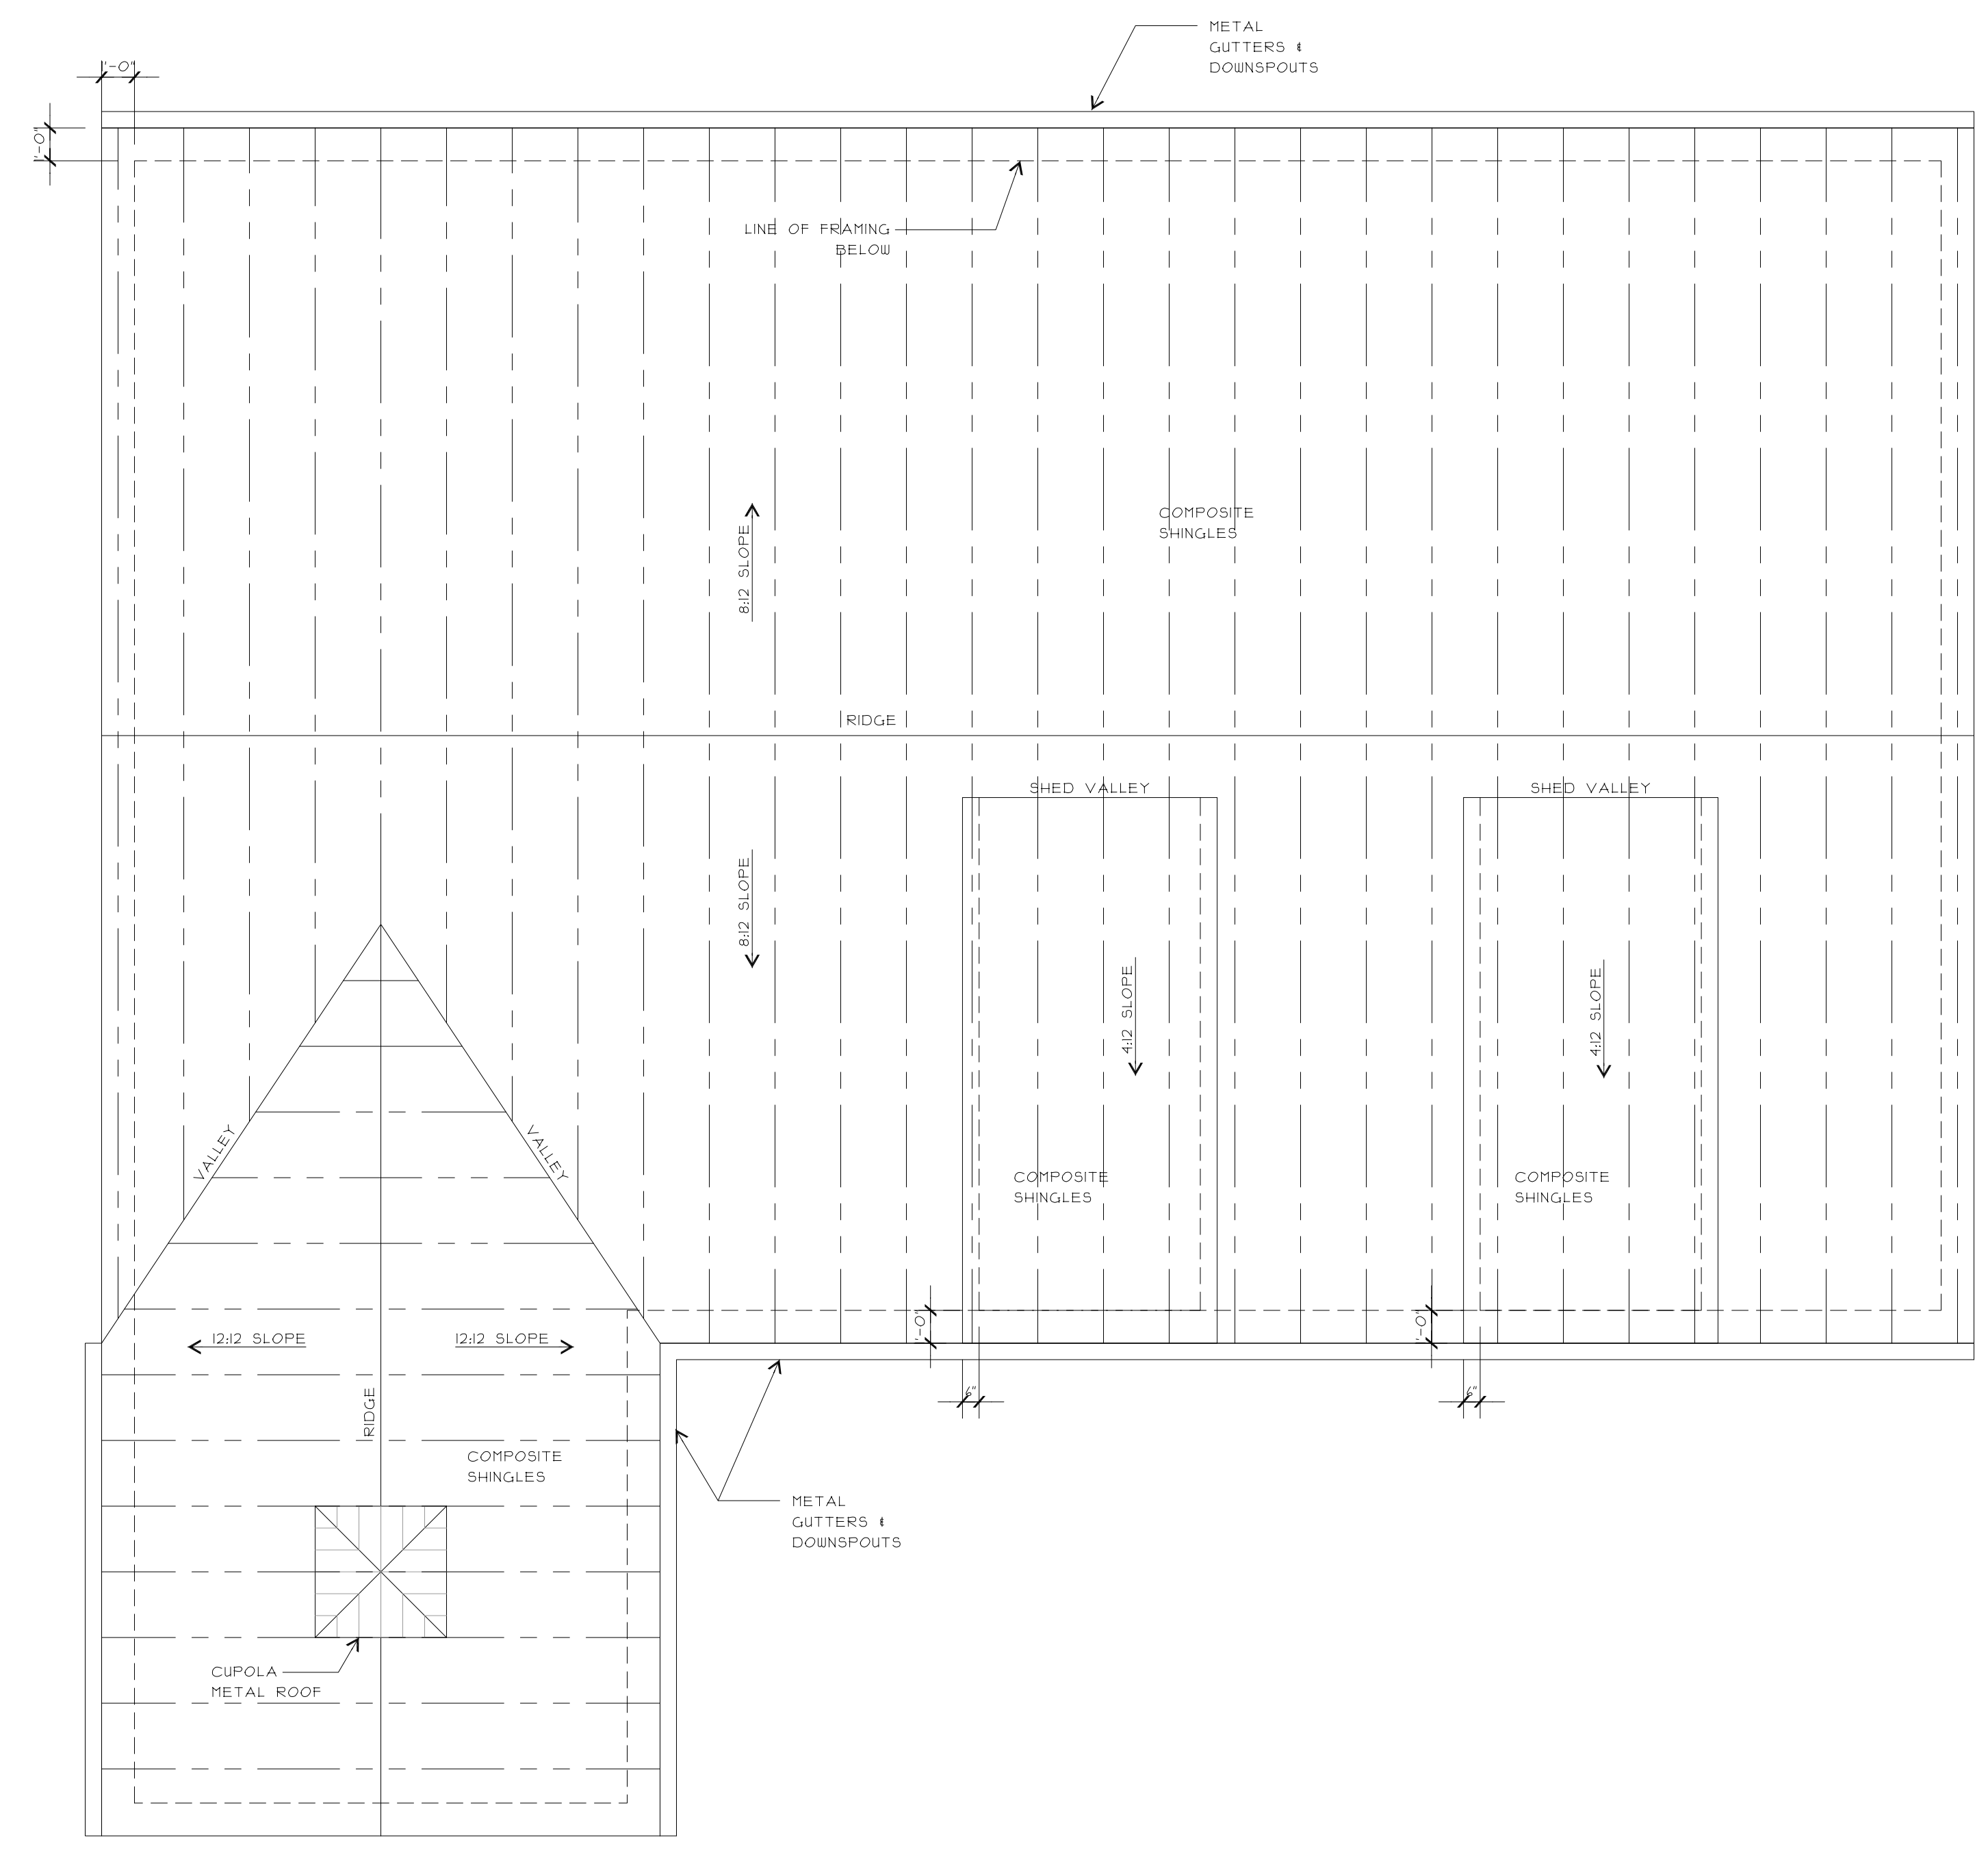 METAL
GUTTERS &
DOWNSPOUTS
1'-0"
1'-0"
LINE OF FRAMING
BELOW
COMPOSITE
SHINGLES
8:12 SLOPE
RIDGE
SHED VALLEY
SHED VALLEY
8:12 SLOPE
4:12 SLOPE
4:12 SLOPE
VALLEY
VALLEY
COMPOSITE
SHINGLES
COMPOSITE
SHINGLES
12:12 SLOPE
12:12 SLOPE
1'-0"
1'-0"
6"
6"
RIDGE
COMPOSITE
SHINGLES
METAL
GUTTERS &
DOWNSPOUTS
CUPOLA
METAL ROOF